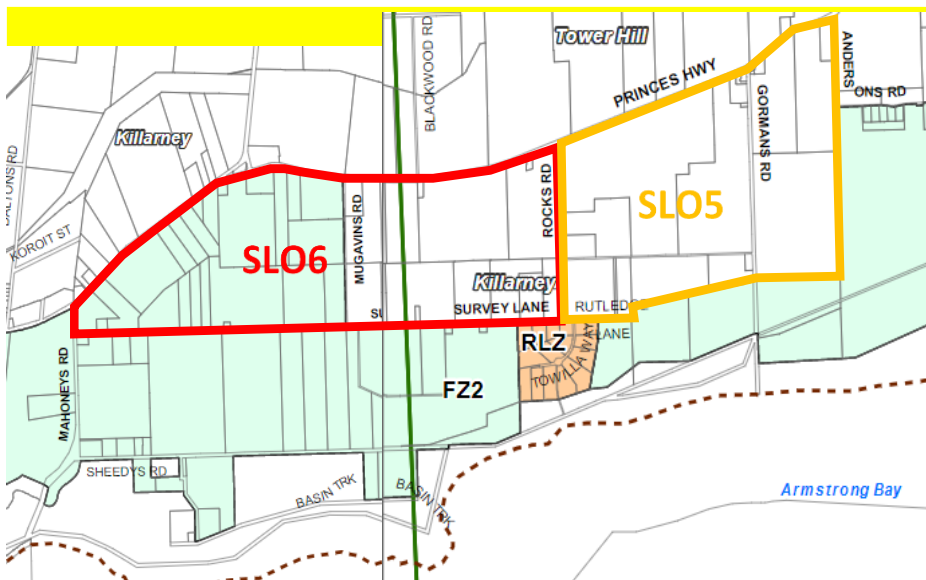 Tower Hill
BLACKWOOD RD
PRINCES HWY
ANDERS
ONS RD
GORMANS RD
Killarney
KOROIT ST
MUGAVINS RD
ROCKS RD
SLO5
SLO6
Killarney
SURVEY LANE
RUTLEDGE
LANE
RLZ
TOWILLA WAY
FZ2
MAHONEYS RD
SHEEDYS RD
BASIN TRK
BASIN TRK
Armstrong Bay